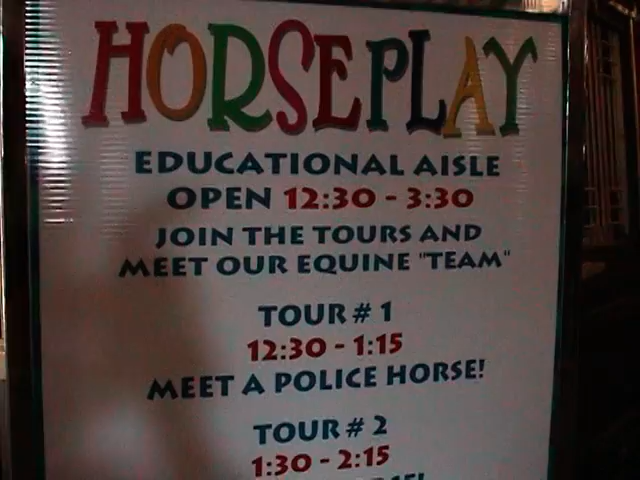 HORSEPLAY
EDUCATIONAL AISLE
OPEN 12:30 - 3:30
JOIN THE TOURS AND
MEET OUR EQUINE "TEAM"
TOUR # 1
12:30 - 1:15
MEET A POLICE HORSE!
TOUR # 2
1:30 - 2:15